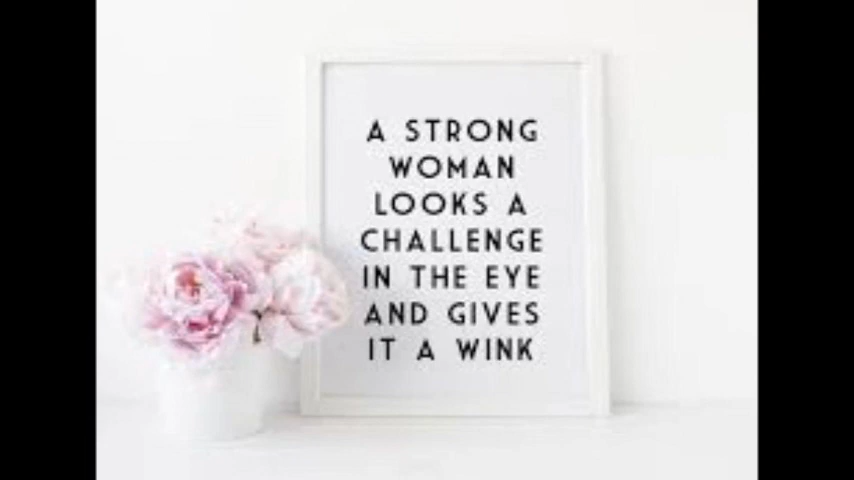 A STRONG
WOMAN
LOOKS A
CHALLENGE
IN THE EYE
AND GIVES
IT A WINK